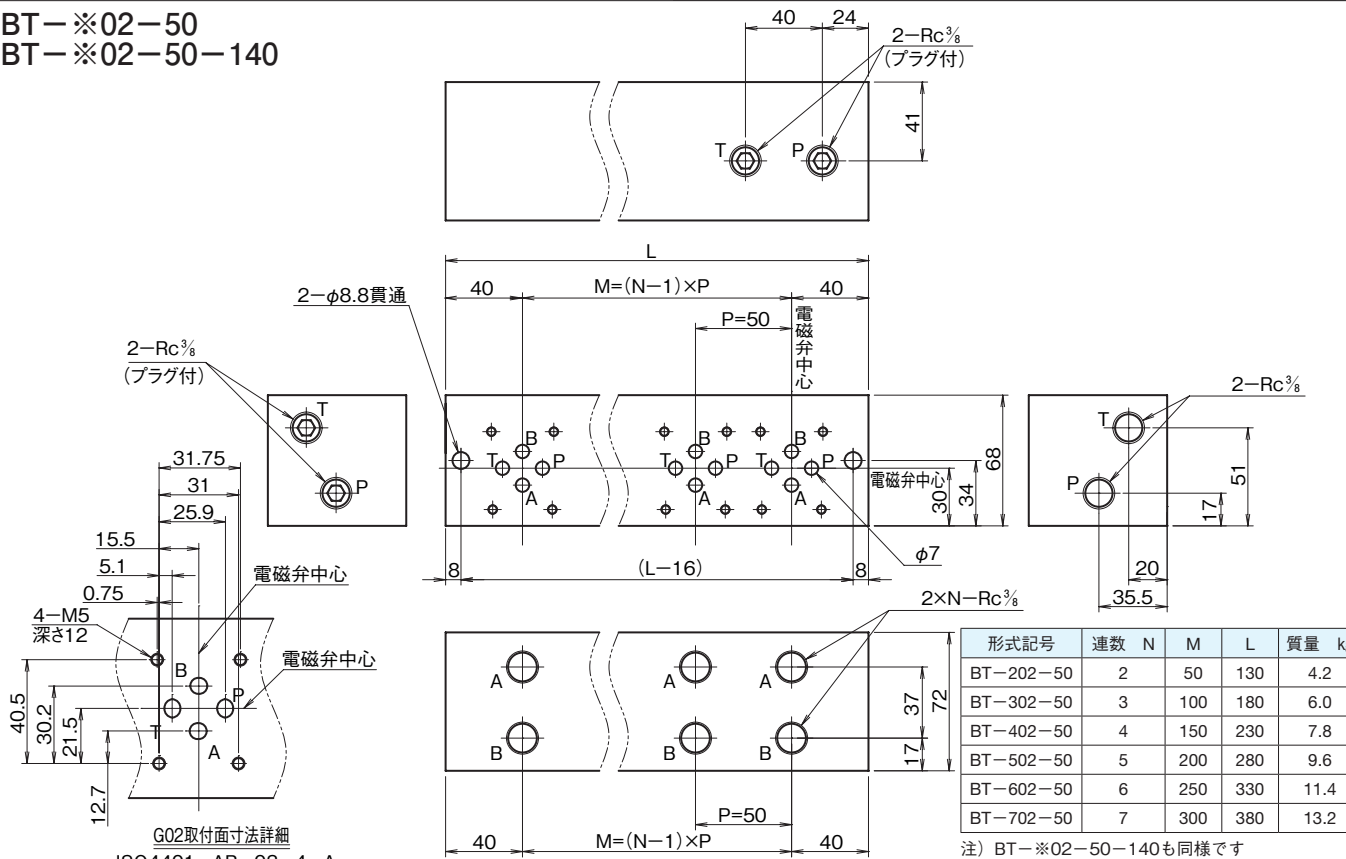 BT－※02－50
BT－※02－50－140
40
24
2－Rc⅜
(プラグ付)
41
T
P
L
40
M=(N－1)×P
40
2－φ8.8貫通
P=50
電磁弁中心
2－Rc⅜
(プラグ付)
T
P
B
T
P
A
B
T
P
A
B
T
P
A
電磁弁中心
30
34
68
2－Rc⅜
T
P
51
17
20
35.5
φ7
8
(L－16)
8
31.75
31
25.9
15.5
5.1
0.75
電磁弁中心
4－M5
深さ12
電磁弁中心
B
P
T
A
40.5
30.2
21.5
12.7
G02取付面寸法詳細
2×N－Rc⅜
A
A
A
B
B
B
37
72
17
P=50
40
M=(N－1)×P
40
形式記号 連数 N M L 質量
BT－202－50 2 50 130 4.2
BT－302－50 3 100 180 6.0
BT－402－50 4 150 230 7.8
BT－502－50 5 200 280 9.6
BT－602－50 6 250 330 11.4
BT－702－50 7 300 380 13.2
注）BT－※02－50－140も同様です